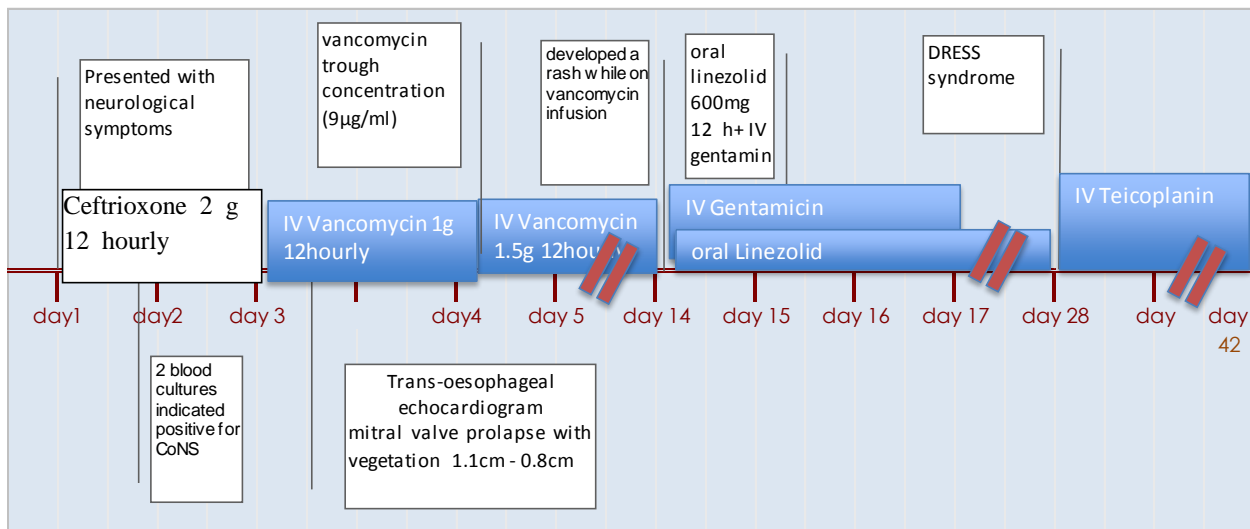 Presented with
neurological
symptoms
vancomycin
trough
concentration
(9µg/ml)
developed a
rash while on
vancomycin
infusion
oral
linezolid
600mg
12 h+ IV
gentamin
DRESS
syndrome
Ceftrioxone 2 g
12 hourly
IV Vancomycin 1g
12hourly
IV Vancomycin
1.5g 12hourly
IV Gentamicin
oral Linezolid
IV Teicoplanin
day1
day2
day 3
day4
day 5
day 14
day 15
day 16
day 17
day 28
day
day
42
2 blood
cultures
indicated
positive for
CoNS
Trans-oesophageal
echocardiogram
mitral valve prolapse with
vegetation 1.1cm - 0.8cm